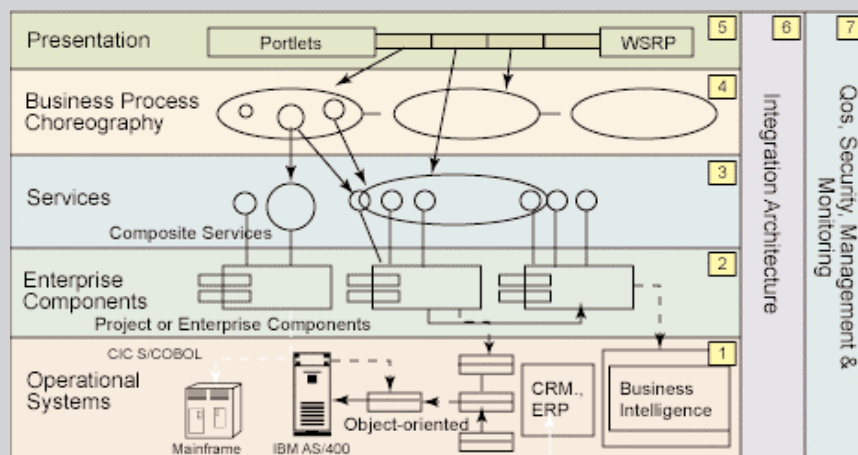 Presentation
Portlets
WSRP
5
Business Process
Choreography
4
Services
Composite Services
3
Enterprise
Components
Project or Enterprise Components
2
CIC S/COBOL
Operational
Systems
Mainframe
IBM AS/400
Object-oriented
CRM.,
ERP
Business
Intelligence
1
6
Integration Architecture
7
Qos, Security, Management &
Monitoring